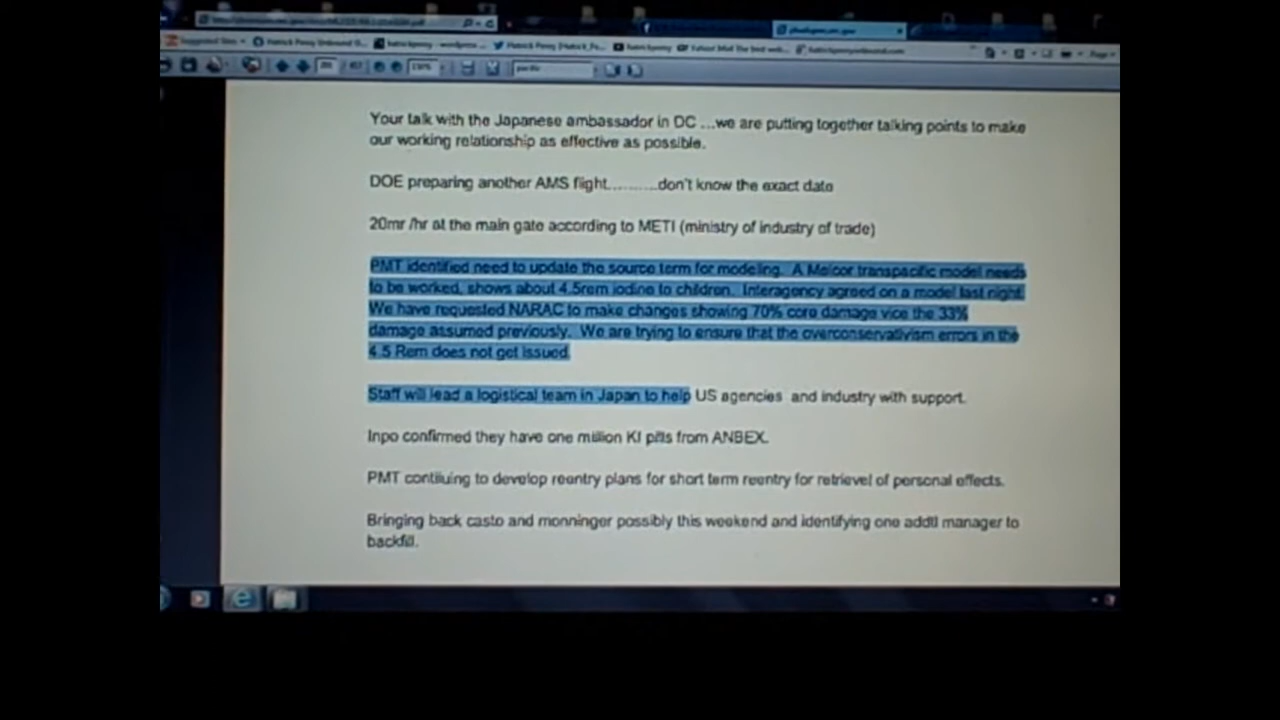 Your talk with the Japanese ambassador in DC ...we are putting together talking points to make
our working relationship as effective as possible.
DOE preparing another AMS flight..........don't know the exact date
20mr /hr at the main gate according to METI (ministry of industry of trade)
PMT identified need to update the source term for modeling. A Melcor transpacific model needs
to be worked, shows about 4.5rem iodine to children. Interagency agreed on a model last night.
We have requested NARAC to make changes showing 70% core damage vice the 33%
damage assumed previously. We are trying to ensure that the overconservativism errors in the
4.5 Rem does not get issued.
Staff will lead a logistical team in Japan to help US agencies and industry with support.
Inpo confirmed they have one million KI pills from ANBEX.
PMT contiiuing to develop reentry plans for short term reentry for retrievel of personal effects.
Bringing back casto and monninger possibly this weekend and identifying one addtl manager to
backfill.